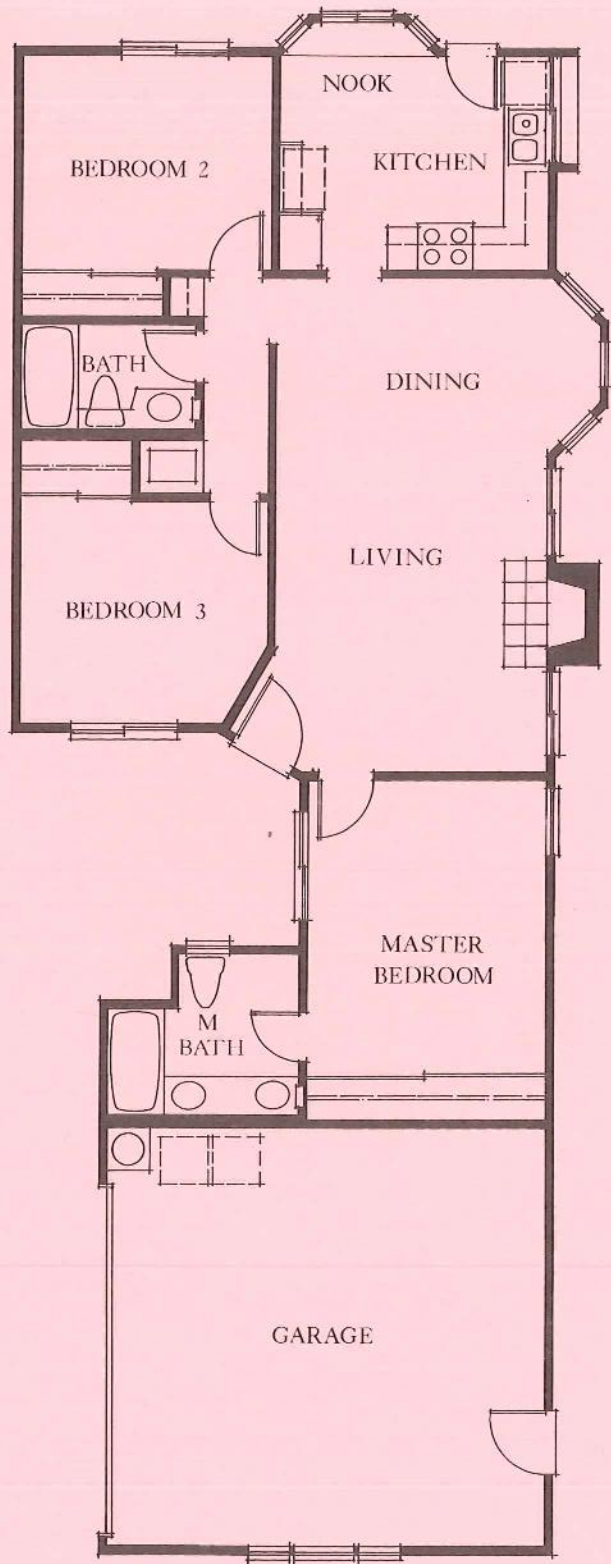 NOOK
BEDROOM 2
KITCHEN
BATH
DINING
LIVING
BEDROOM 3
MASTER
BEDROOM
M
BATH
GARAGE